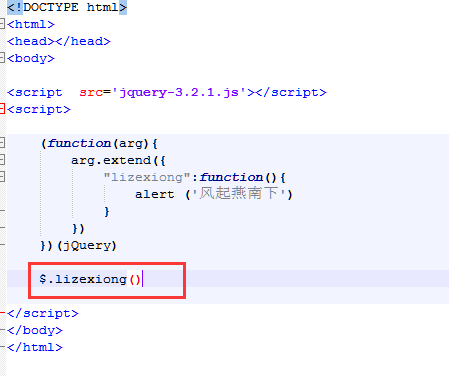 <!DOCTYPE html>
<html>
<head></head>
<body>
<script  src='jquery-3.2.1.js'></script>
<script>
(function(arg){
arg.extend({
"lizexiong":function(){
alert ('风起燕南下')
}
})
})(jQuery)
$.lizexiong()
</script>
</body>
</html>